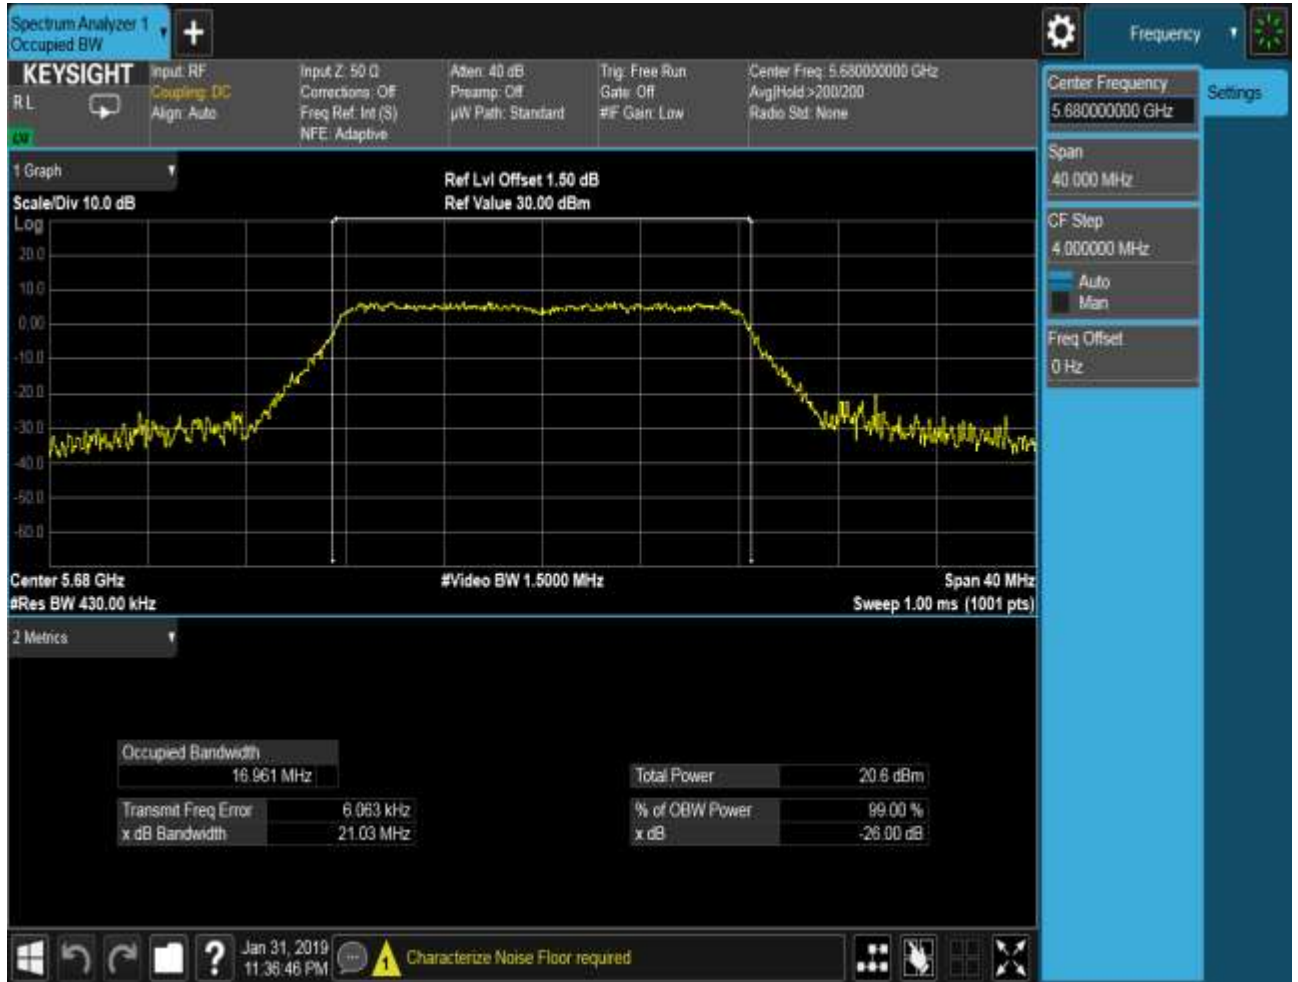 Spectrum Analyzer 1
Occupied BW
+
Frequency
KEYSIGHT
R L
Input: RF
Coupling: DC
Align: Auto
Input Z: 50 Ω
Corrections: Off
Freq Ref: Int (S)
NFE: Adaptive
Atten: 40 dB
Preamp: Off
µW Path: Standard
Trig: Free Run
Gate: Off
#IF Gain: Low
Center Freq: 5.680000000 GHz
Avg|Hold:>200/200
Radio Std: None
Center Frequency
5.680000000 GHz
Settings
Span
40.000 MHz
CF Step
4.000000 MHz
Auto
Man
Freq Offset
0 Hz
1 Graph
Scale/Div 10.0 dB
Ref Lvl Offset 1.50 dB
Ref Value 30.00 dBm
Log
20.0
10.0
0.00
-10.0
-20.0
-30.0
-40.0
-50.0
-60.0
Center 5.68 GHz
#Video BW 1.5000 MHz
Span 40 MHz
#Res BW 430.00 kHz
Sweep 1.00 ms (1001 pts)
2 Metrics
Occupied Bandwidth
16.961 MHz
Total Power 20.6 dBm
Transmit Freq Error 6.063 kHz
% of OBW Power 99.00 %
x dB Bandwidth 21.03 MHz
x dB -26.00 dB
?
Jan 31, 2019
11:36:46 PM
1
Characterize Noise Floor required